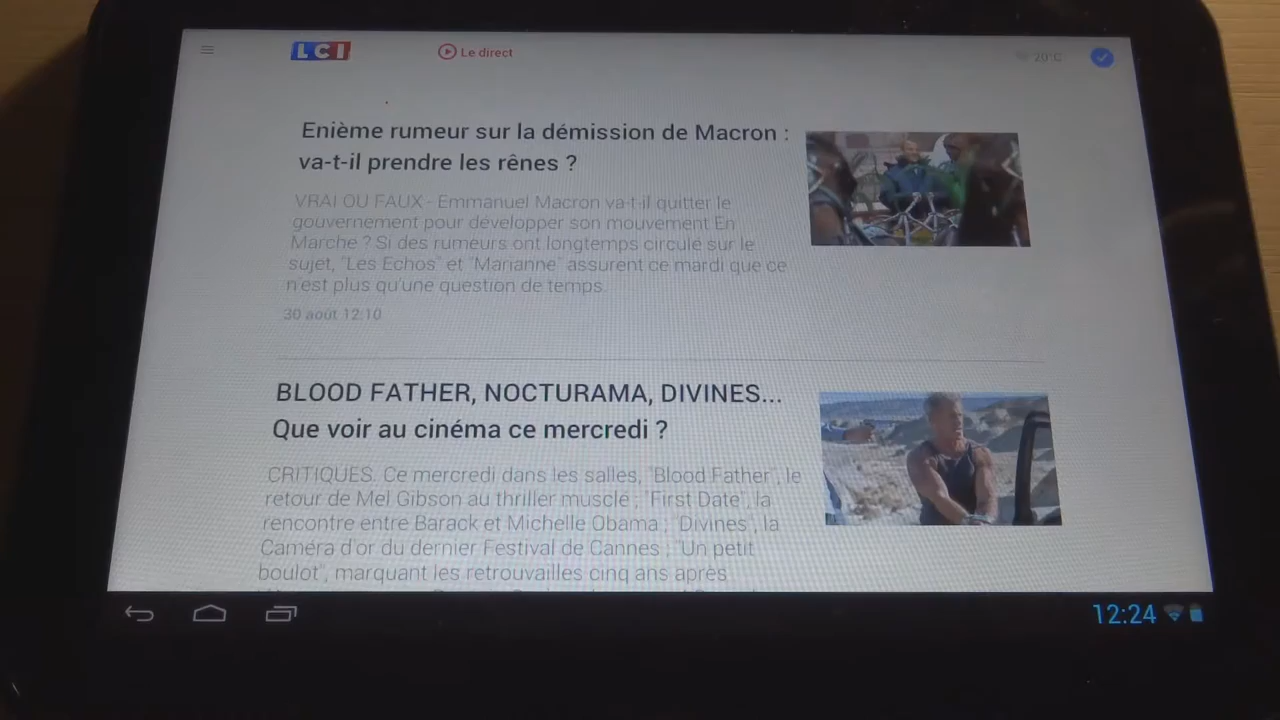 LCI
Le direct
20°C
Enième rumeur sur la démission de Macron :
va-t-il prendre les rênes ?
VRAI OU FAUX - Emmanuel Macron va-t-il quitter le
gouvernement pour développer son mouvement En
Marche ? Si des rumeurs ont longtemps circulé sur le
sujet, "Les Echos" et "Marianne" assurent ce mardi que ce
n'est plus qu'une question de temps.
30 août 12:10
BLOOD FATHER, NOCTURAMA, DIVINES...
Que voir au cinéma ce mercredi ?
CRITIQUES. Ce mercredi dans les salles, "Blood Father", le
retour de Mel Gibson au thriller musclé ; "First Date", la
rencontre entre Barack et Michelle Obama ; "Divines", la
Caméra d'or du dernier Festival de Cannes ; "Un petit
boulot", marquant les retrouvailles cinq ans après
12:24